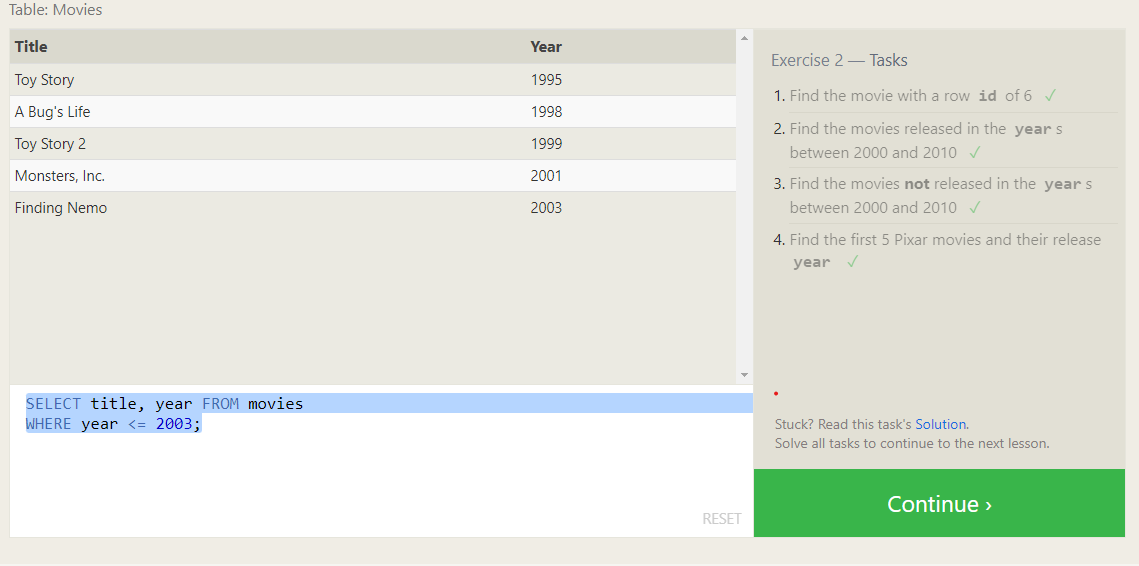 Table: Movies
Title Year
Toy Story 1995
A Bug's Life 1998
Toy Story 2 1999
Monsters, Inc. 2001
Finding Nemo 2003
SELECT title, year FROM movies
WHERE year <= 2003;
RESET
Exercise 2 — Tasks
1. Find the movie with a row id of 6 ✓
2. Find the movies released in the year s
between 2000 and 2010 ✓
3. Find the movies not released in the year s
between 2000 and 2010 ✓
4. Find the first 5 Pixar movies and their release
year ✓
Stuck? Read this task's Solution.
Solve all tasks to continue to the next lesson.
Continue ›